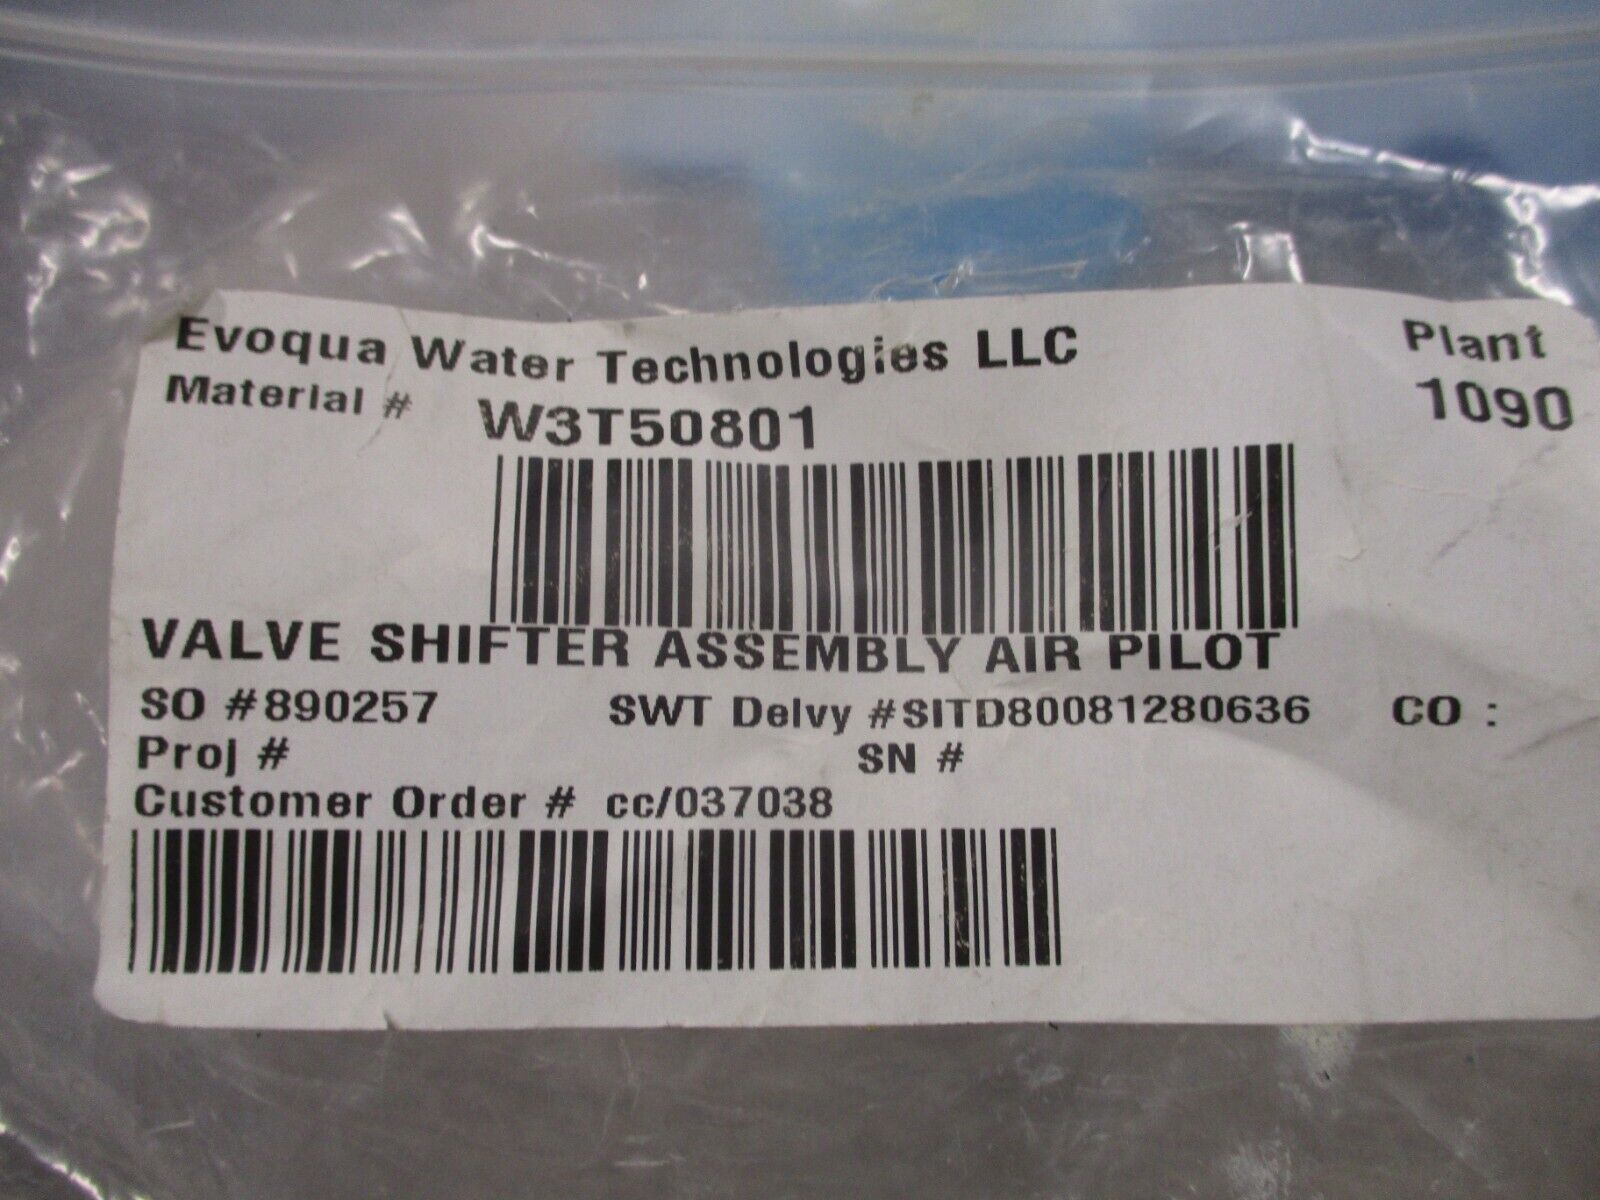 Evoqua Water Technologies LLC Plant
Material # W3T50801 1090
VALVE SHIFTER ASSEMBLY AIR PILOT
SO #890257 SWT Delvy #SITD80081280636 CO :
Proj # SN #
Customer Order # cc/037038